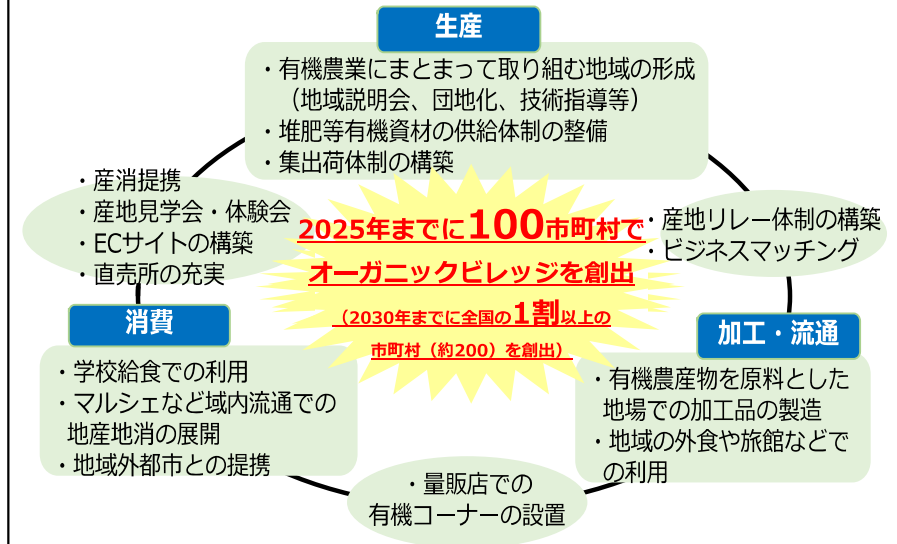 生産
・有機農業にまとまって取り組む地域の形成
（地域説明会、団地化、技術指導等）
・堆肥等有機資材の供給体制の整備
・集出荷体制の構築
・産消提携
・産地見学会・体験会
・ECサイトの構築
・直売所の充実
2025年までに100市町村で
オーガニックビレッジを創出
（2030年までに全国の1割以上の
市町村（約200）を創出）
・産地リレー体制の構築
・ビジネスマッチング
消費
・学校給食での利用
・マルシェなど域内流通での
地産地消の展開
・地域外都市との提携
加工・流通
・有機農産物を原料とした
地場での加工品の製造
・地域の外食や旅館などで
の利用
・量販店での
有機コーナーの設置